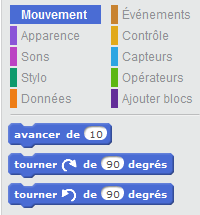 Mouvement Événements
Apparence Contrôle
Sons Capteurs
Stylo Opérateurs
Données Ajouter blocs
avancer de 10
tourner de 90 degrés
tourner de 90 degrés